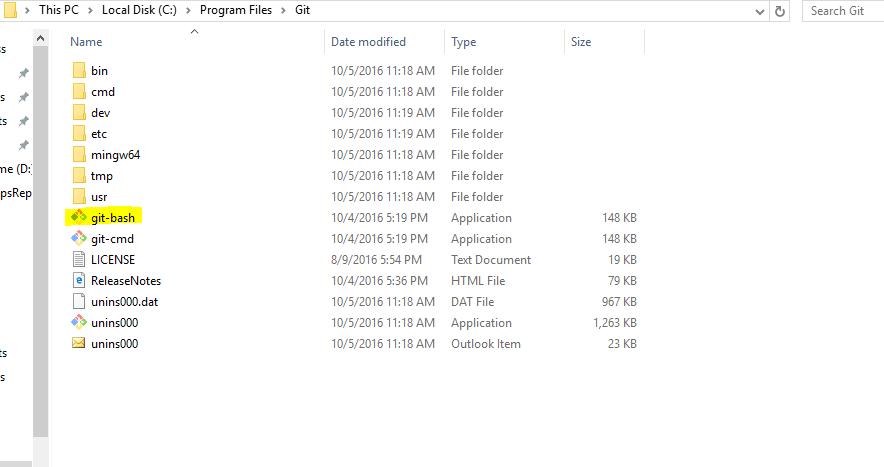 This PC > Local Disk (C:) > Program Files > Git
Search Git
Name Date modified Type Size
bin 10/5/2016 11:18 AM File folder
cmd 10/5/2016 11:18 AM File folder
dev 10/5/2016 11:19 AM File folder
etc 10/5/2016 11:19 AM File folder
mingw64 10/5/2016 11:18 AM File folder
tmp 10/5/2016 11:18 AM File folder
usr 10/5/2016 11:18 AM File folder
git-bash 10/4/2016 5:19 PM Application 148 KB
git-cmd 10/4/2016 5:19 PM Application 148 KB
LICENSE 8/9/2016 5:54 PM Text Document 19 KB
ReleaseNotes 10/4/2016 5:36 PM HTML File 79 KB
unins000.dat 10/5/2016 11:18 AM DAT File 967 KB
unins000 10/5/2016 11:18 AM Application 1,263 KB
unins000 10/5/2016 11:18 AM Outlook Item 23 KB
ss
s
ts
me (D:)
psRep
ts
s